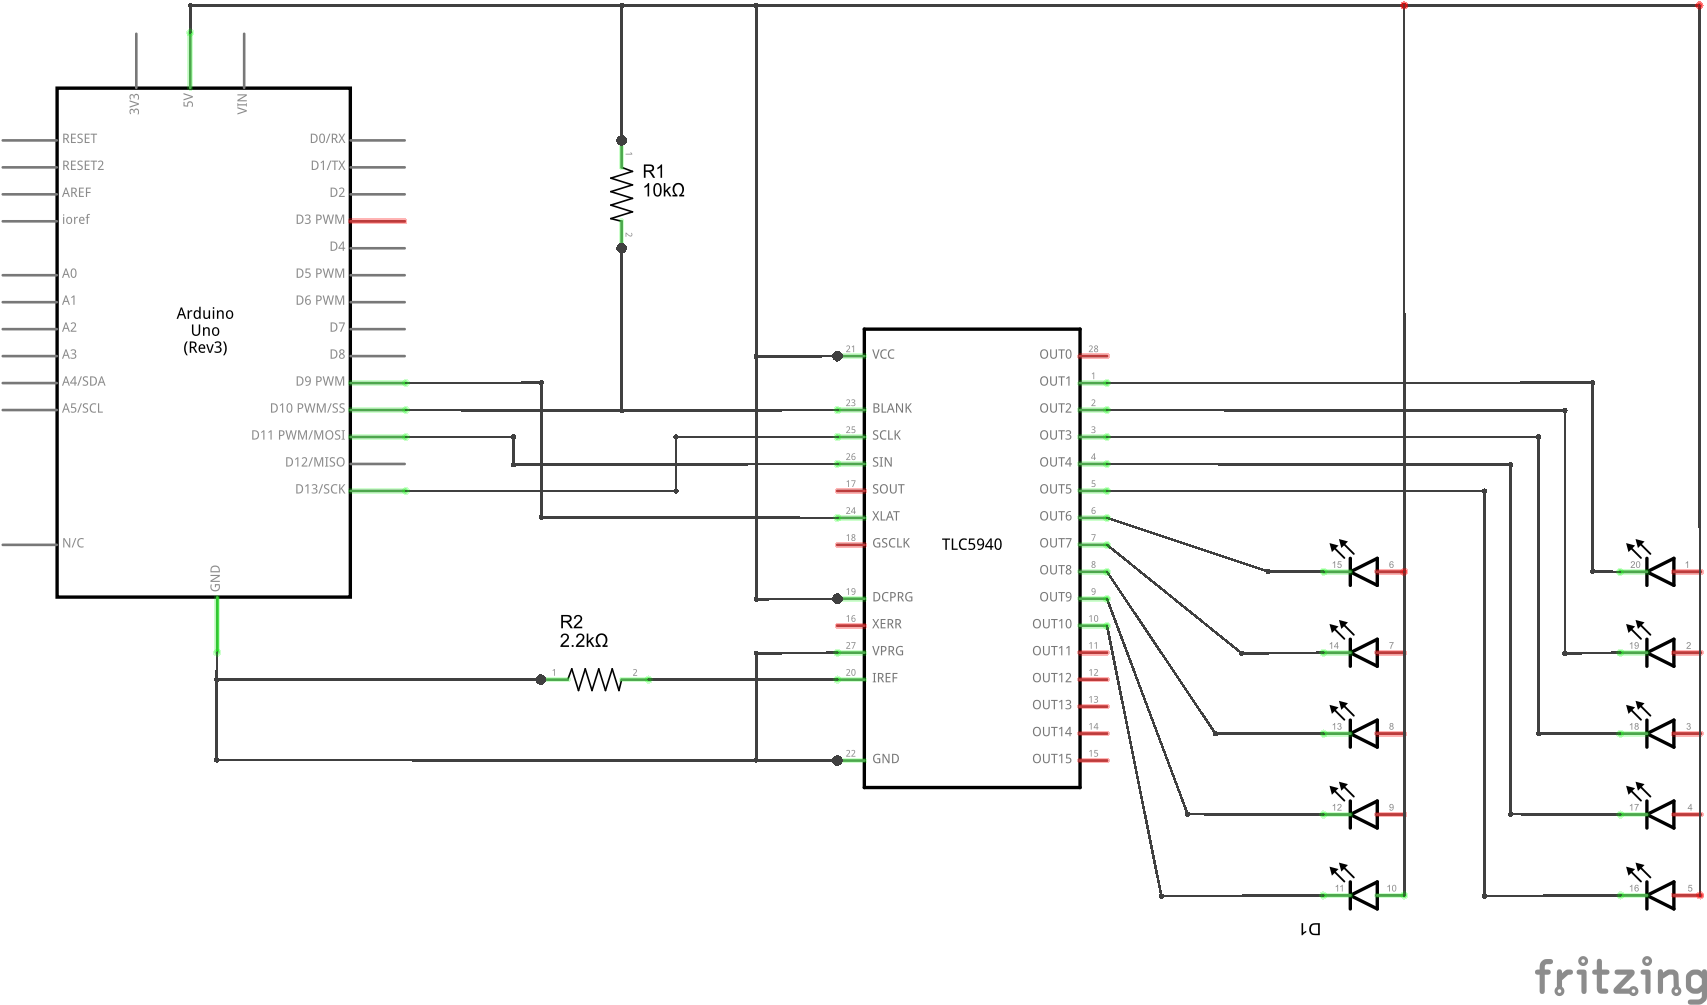 3V3
5V
VIN
RESET
RESET2
AREF
ioref
A0
A1
A2
A3
A4/SDA
A5/SCL
N/C
Arduino
Uno
(Rev3)
D0/RX
D1/TX
D2
D3 PWM
D4
D5 PWM
D6 PWM
D7
D8
D9 PWM
D10 PWM/SS
D11 PWM/MOSI
D12/MISO
D13/SCK
GND
1
R1
10kΩ
2
R2
2.2kΩ
1
2
21 VCC
23 BLANK
25 SCLK
26 SIN
17 SOUT
24 XLAT
18 GSCLK
19 DCPRG
16 XERR
27 VPRG
20 IREF
22 GND
TLC5940
OUT0 28
OUT1 1
OUT2 2
OUT3 3
OUT4 4
OUT5 5
OUT6 6
OUT7 7
OUT8 8
OUT9 9
OUT10 10
OUT11 11
OUT12 12
OUT13 13
OUT14 14
OUT15 15
15 6
14 7
13 8
12 9
11 10
D1
20 1
19 2
18 3
17 4
16 5
fritzing